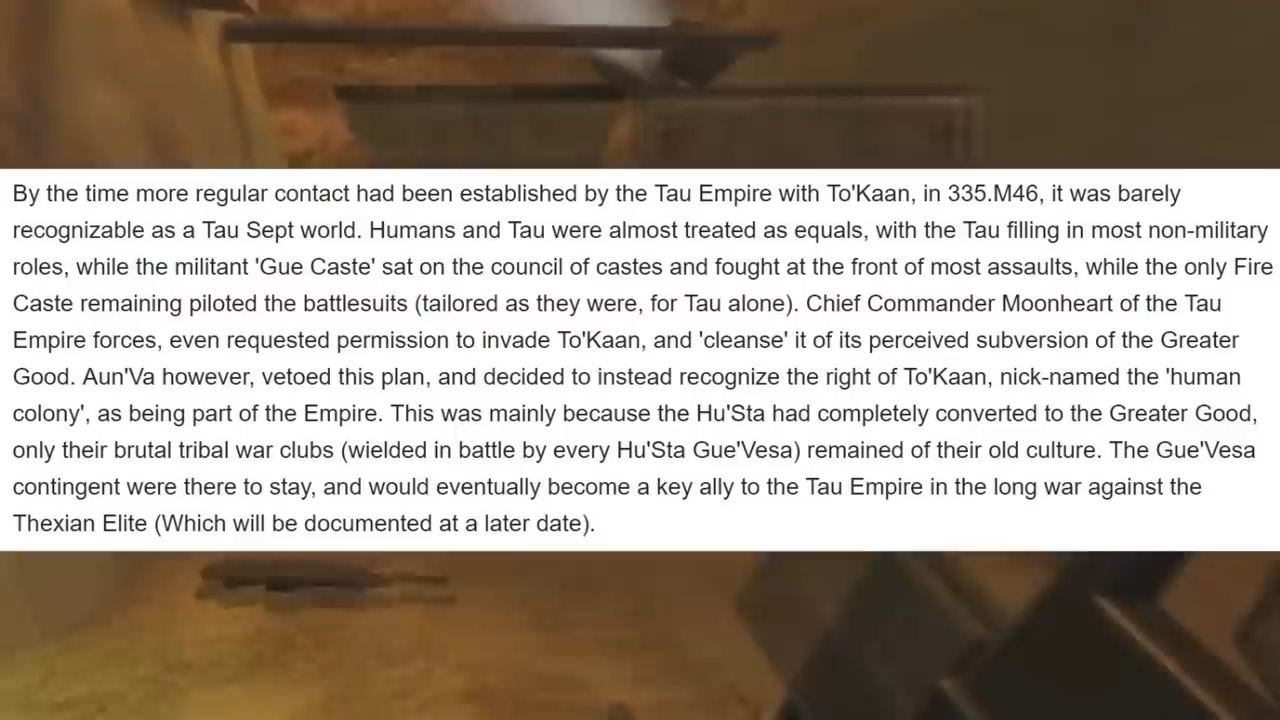 By the time more regular contact had been established by the Tau Empire with To'Kaan, in 335.M46, it was barely
recognizable as a Tau Sept world. Humans and Tau were almost treated as equals, with the Tau filling in most non-military
roles, while the militant 'Gue Caste' sat on the council of castes and fought at the front of most assaults, while the only Fire
Caste remaining piloted the battlesuits (tailored as they were, for Tau alone). Chief Commander Moonheart of the Tau
Empire forces, even requested permission to invade To'Kaan, and 'cleanse' it of its perceived subversion of the Greater
Good. Aun'Va however, vetoed this plan, and decided to instead recognize the right of To'Kaan, nick-named the 'human
colony', as being part of the Empire. This was mainly because the Hu'Sta had completely converted to the Greater Good,
only their brutal tribal war clubs (wielded in battle by every Hu'Sta Gue'Vesa) remained of their old culture. The Gue'Vesa
contingent were there to stay, and would eventually become a key ally to the Tau Empire in the long war against the
Thexian Elite (Which will be documented at a later date).